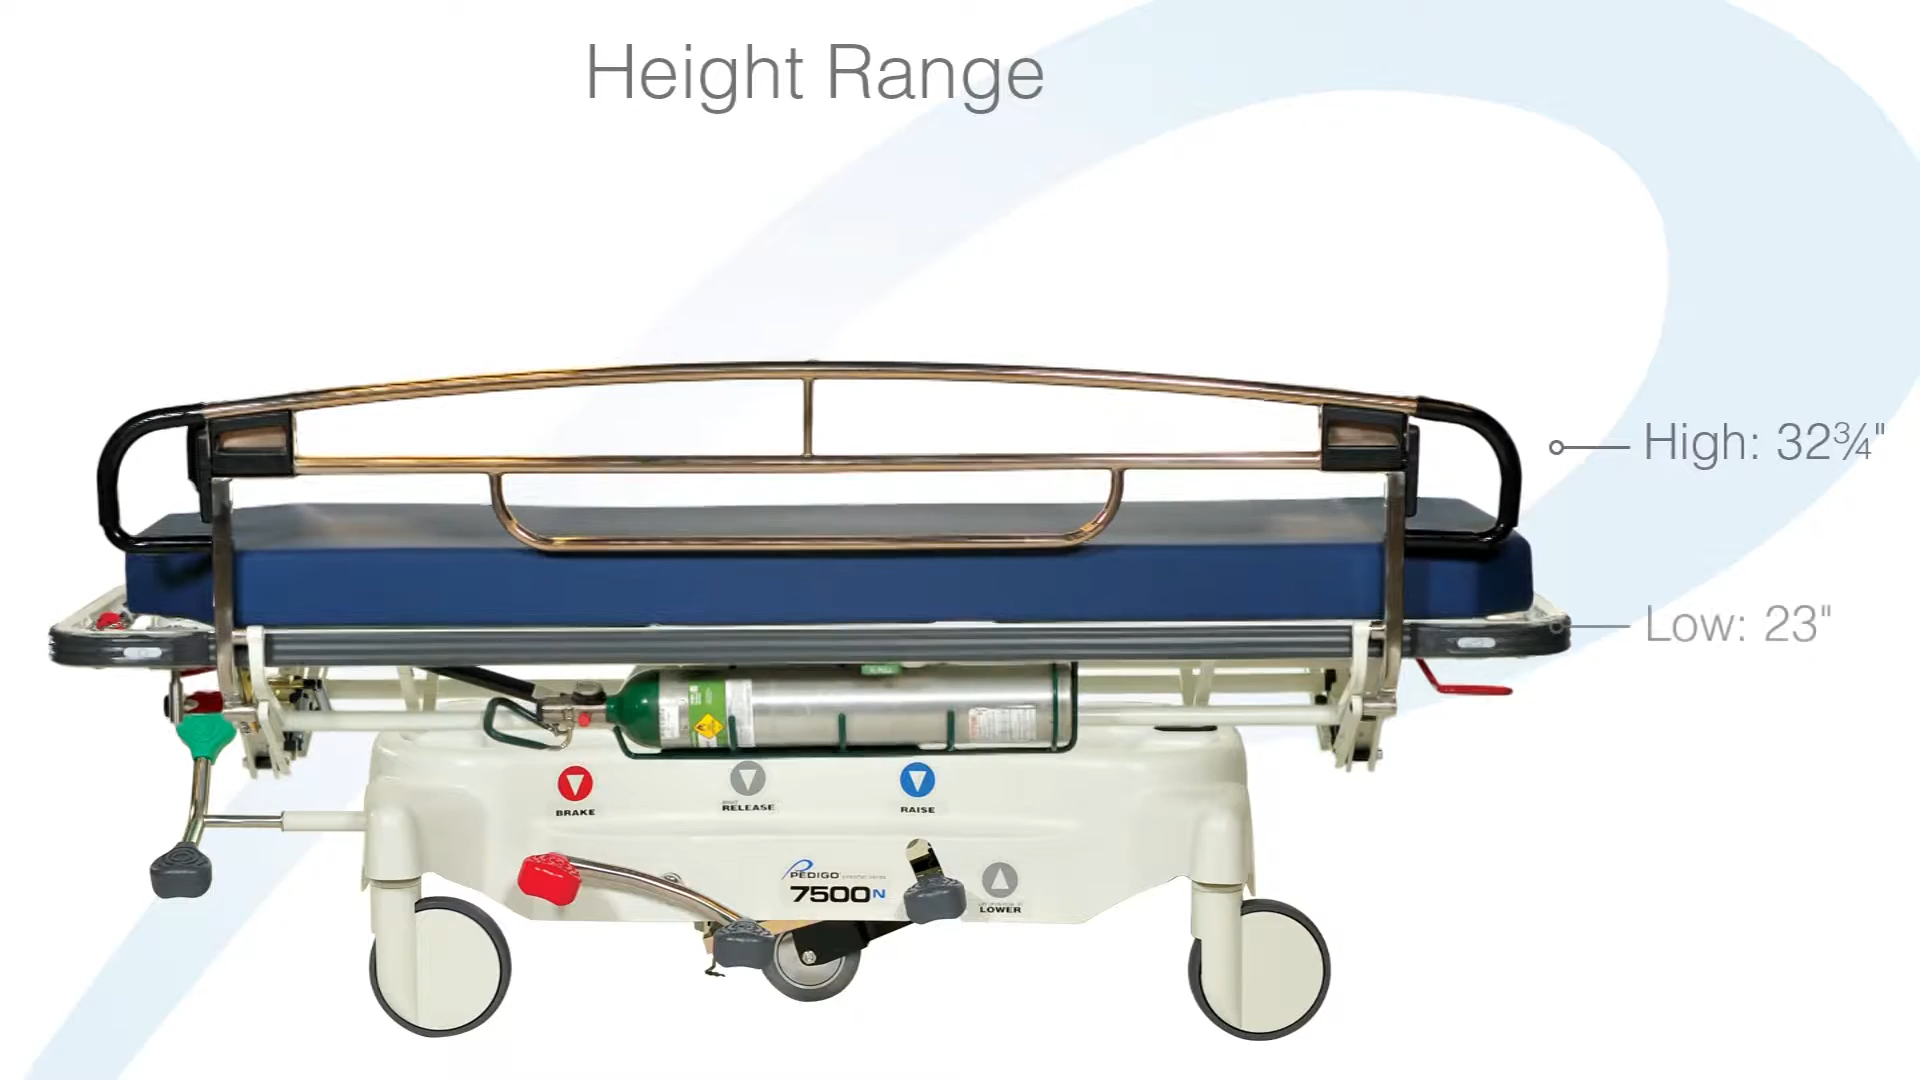 Height Range
High: 32¾"
Low: 23"
BRAKE
RELEASE
RAISE
PEDIGO
7500N
LOWER